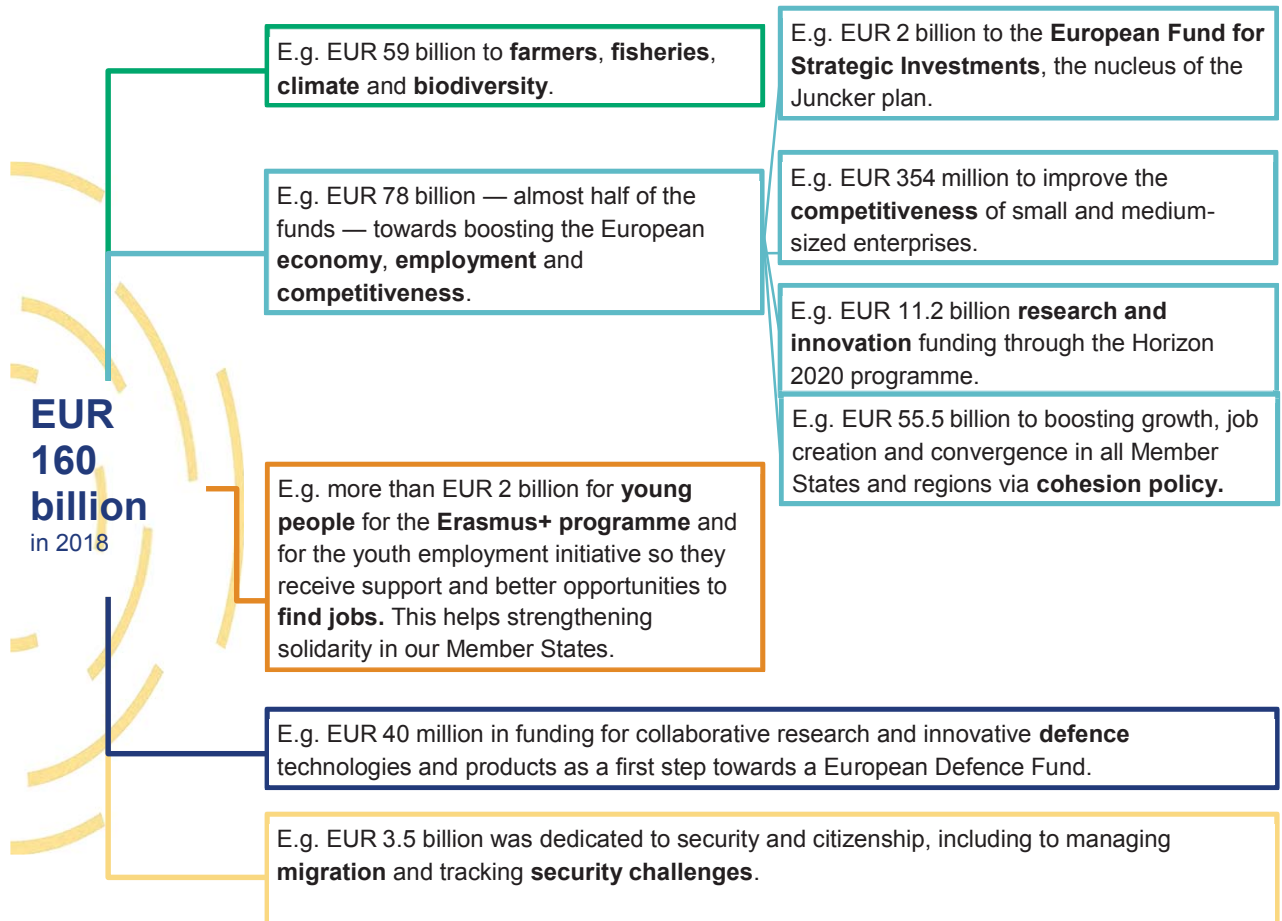 E.g. EUR 59 billion to farmers, fisheries,
climate and biodiversity.
E.g. EUR 2 billion to the European Fund for
Strategic Investments, the nucleus of the
Juncker plan.
E.g. EUR 78 billion — almost half of the
funds — towards boosting the European
economy, employment and
competitiveness.
E.g. EUR 354 million to improve the
competitiveness of small and medium-
sized enterprises.
E.g. EUR 11.2 billion research and
innovation funding through the Horizon
2020 programme.
E.g. EUR 55.5 billion to boosting growth, job
creation and convergence in all Member
States and regions via cohesion policy.
EUR
160
billion
in 2018
E.g. more than EUR 2 billion for young
people for the Erasmus+ programme and
for the youth employment initiative so they
receive support and better opportunities to
find jobs. This helps strengthening
solidarity in our Member States.
E.g. EUR 40 million in funding for collaborative research and innovative defence
technologies and products as a first step towards a European Defence Fund.
E.g. EUR 3.5 billion was dedicated to security and citizenship, including to managing
migration and tracking security challenges.